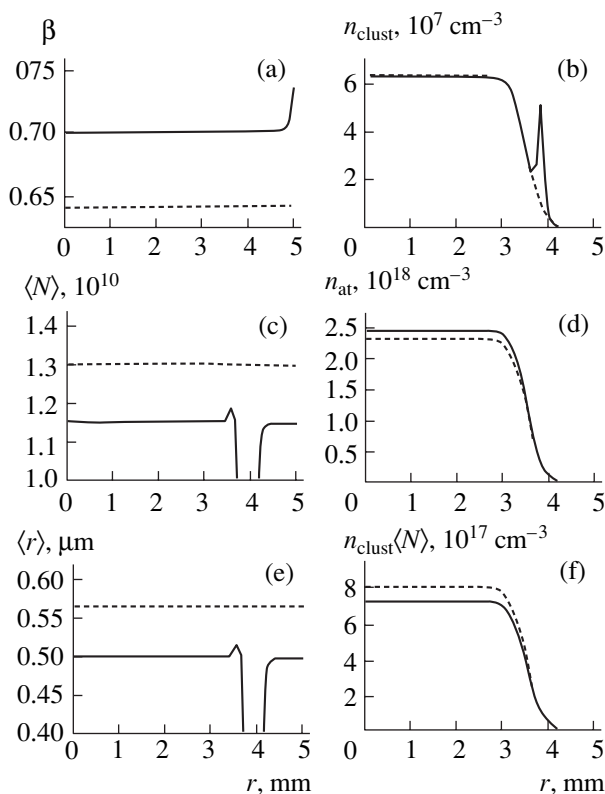 β
(a)
075
0.70
0.65
0 1 2 3 4 5
n_clust, 10^7 cm^−3
(b)
6
4
2
0 1 2 3 4 5
⟨N⟩, 10^10
(c)
1.4
1.3
1.2
1.1
1.0
0 1 2 3 4 5
n_at, 10^18 cm^−3
(d)
2.5
2.0
1.5
1.0
0.5
0 1 2 3 4 5
⟨r⟩, μm
(e)
0.60
0.55
0.50
0.45
0.40
0 1 2 3 4 5
r, mm
n_clust⟨N⟩, 10^17 cm^−3
(f)
8
6
4
2
0 1 2 3 4 5
r, mm